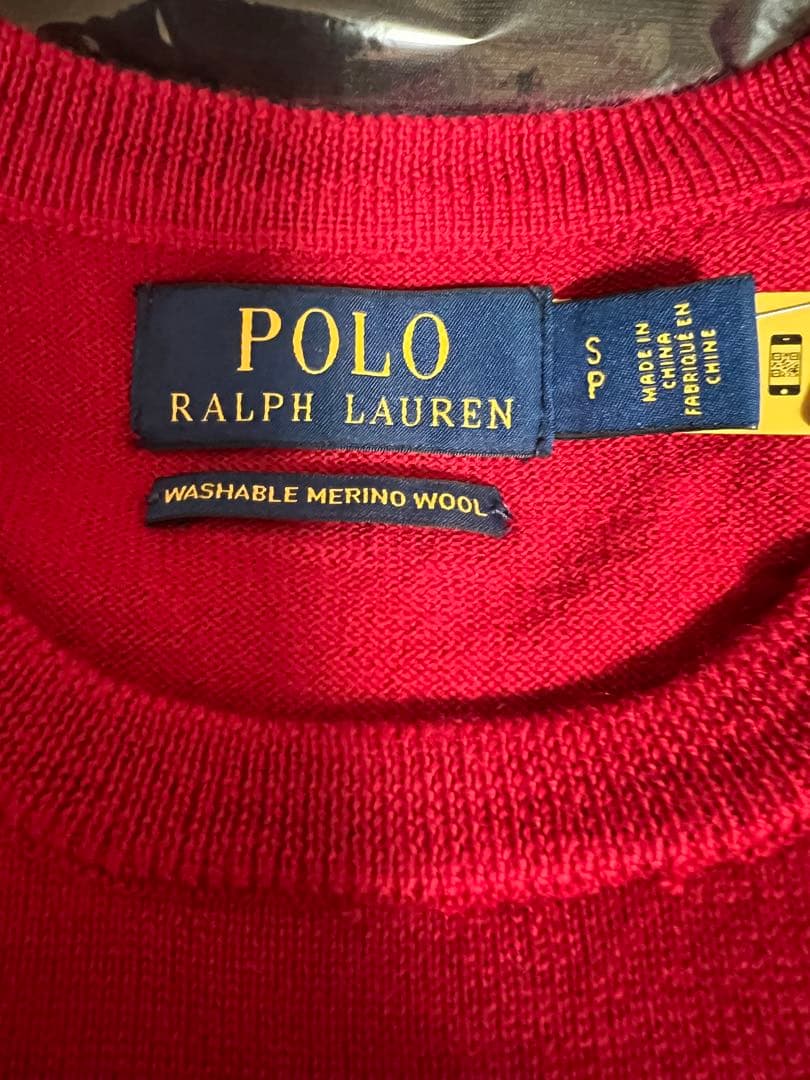 POLO
RALPH LAUREN
S
P
MADE IN
CHINA
FABRIQUÉ EN
CHINE
WASHABLE MERINO WOOL